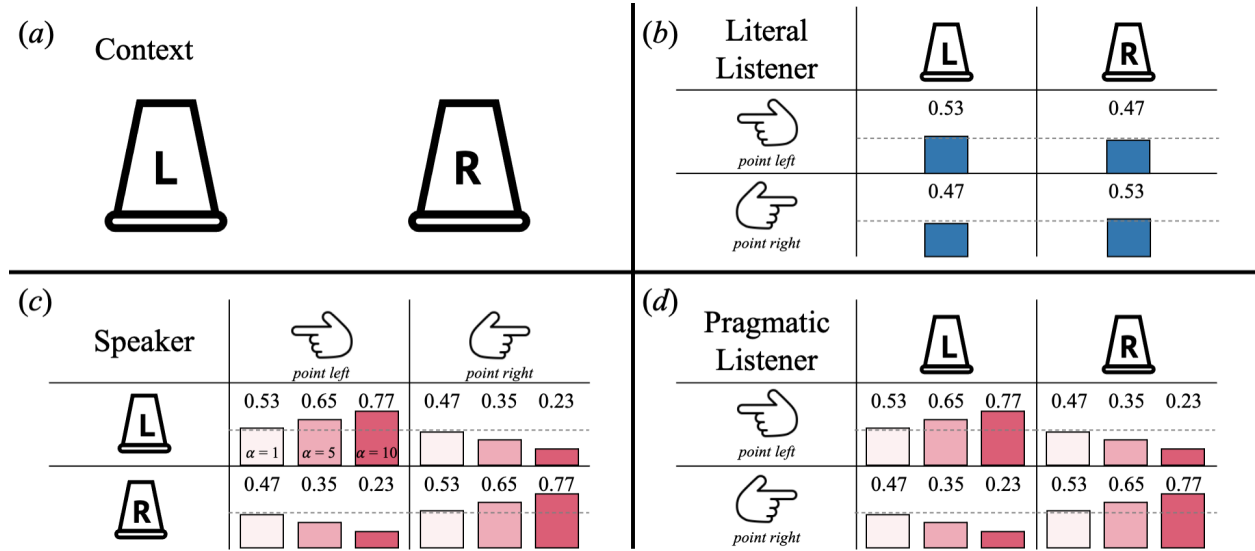 (a)
Context
L R
(b)
Literal
Listener
L R
0.53 0.47
point left
0.47 0.53
point right
(c)
Speaker
point left point right
L
0.53 0.65 0.77 0.47 0.35 0.23
α = 1 α = 5 α = 10
R
0.47 0.35 0.23 0.53 0.65 0.77
(d)
Pragmatic
Listener
L R
0.53 0.65 0.77 0.47 0.35 0.23
point left
0.47 0.35 0.23 0.53 0.65 0.77
point right